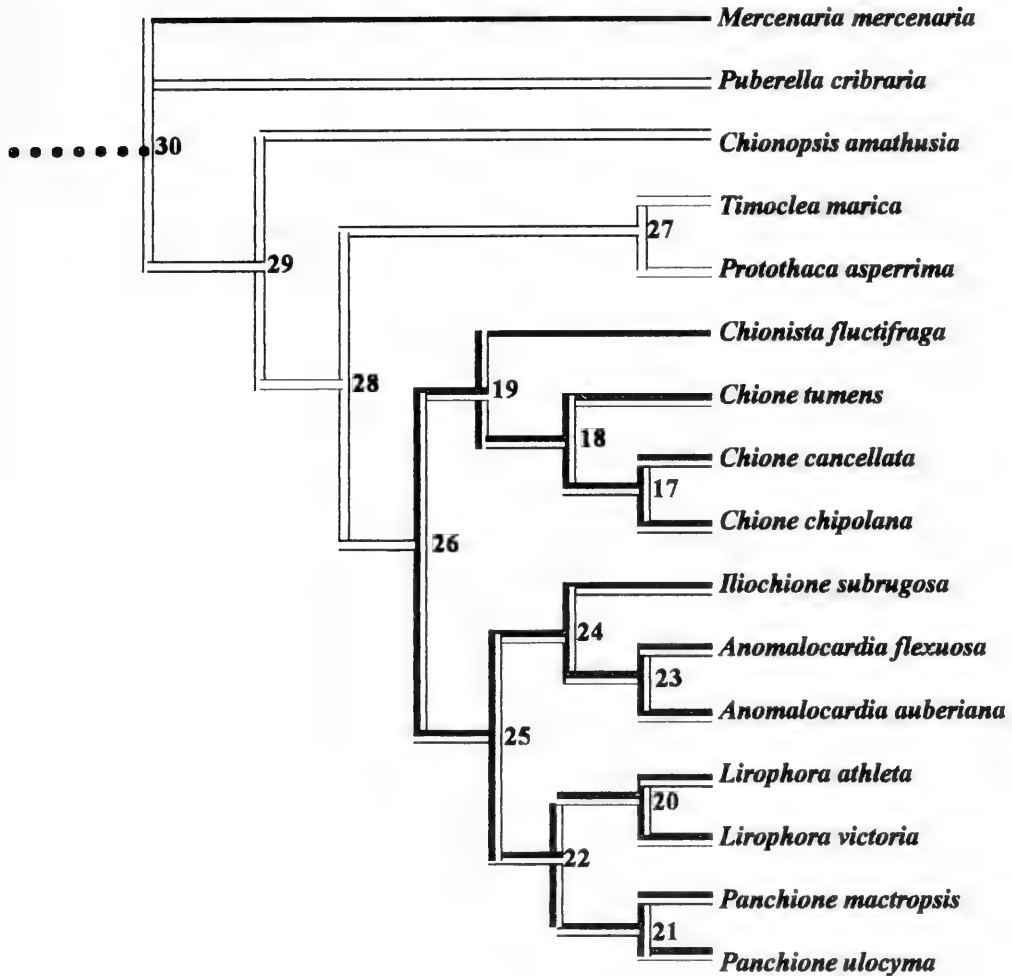 Mercenaria mercenaria
Puberella cribraria
30
Chionopsis amathusia
Timoclea marica
27
29
Protothaca asperrima
Chionista fluctifraga
28
19
Chione tumens
18
Chione cancellata
17
Chione chipolana
26
Iliochione subrugosa
24
Anomalocardia flexuosa
23
Anomalocardia auberiana
25
Lirophora athleta
20
Lirophora victoria
22
Panchione mactropsis
21
Panchione ulocyma